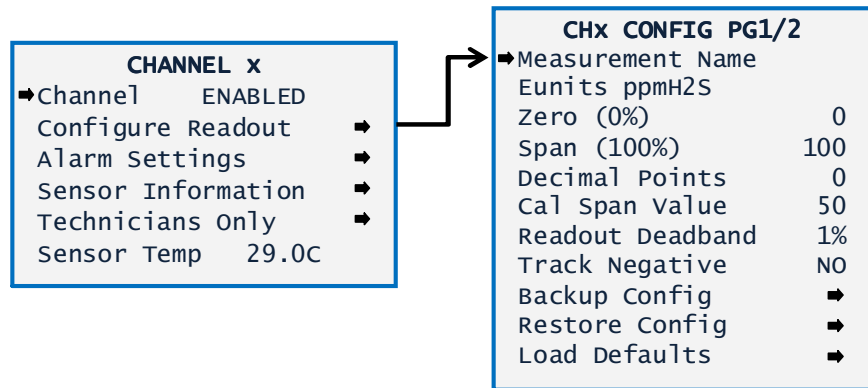 CHANNEL x
Channel ENABLED
Configure Readout
Alarm Settings
Sensor Information
Technicians Only
Sensor Temp 29.0C
CHx CONFIG PG1/2
Measurement Name
Eunits ppmH2S
Zero (0%) 0
Span (100%) 100
Decimal Points 0
Cal Span Value 50
Readout Deadband 1%
Track Negative NO
Backup Config
Restore Config
Load Defaults